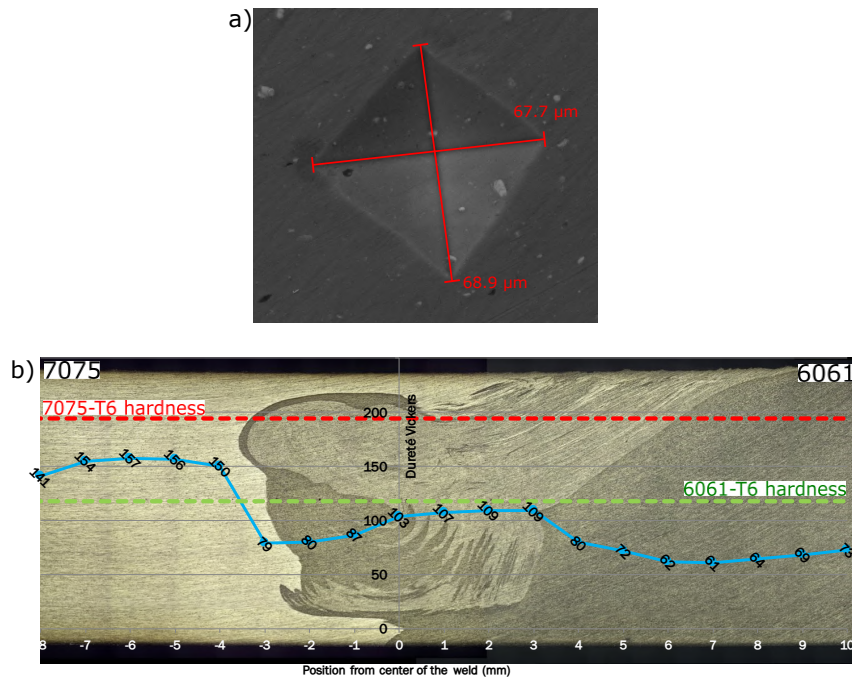 a)
67.7 µm
68.9 µm
b) 7075
6061
7075-T6 hardness
200
Dureté Vickers
141 154 157 156 150
150
6061-T6 hardness
103 107 109 109
100
79 80 87
80 72 62 61 64 69 73
50
0
-8 -7 -6 -5 -4 -3 -2 -1 0 1 2 3 4 5 6 7 8 9 10
Position from center of the weld (mm)